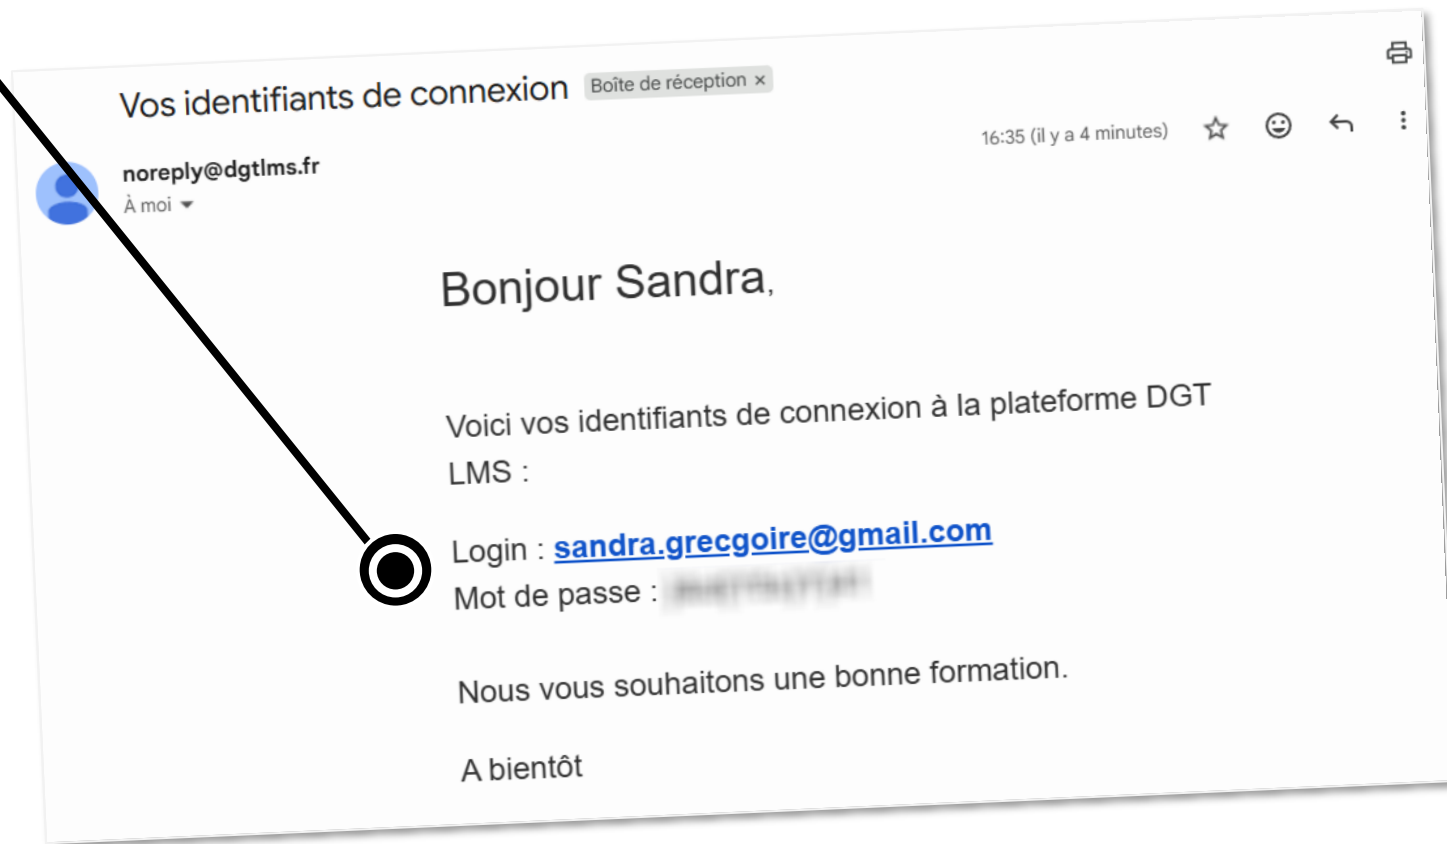 Vos identifiants de connexion Boîte de réception ×
16:35 (il y a 4 minutes)
noreply@dgtlms.fr
À moi
Bonjour Sandra,
Voici vos identifiants de connexion à la plateforme DGT
LMS :
Login : sandra.grecgoire@gmail.com
Mot de passe :
Nous vous souhaitons une bonne formation.
A bientôt